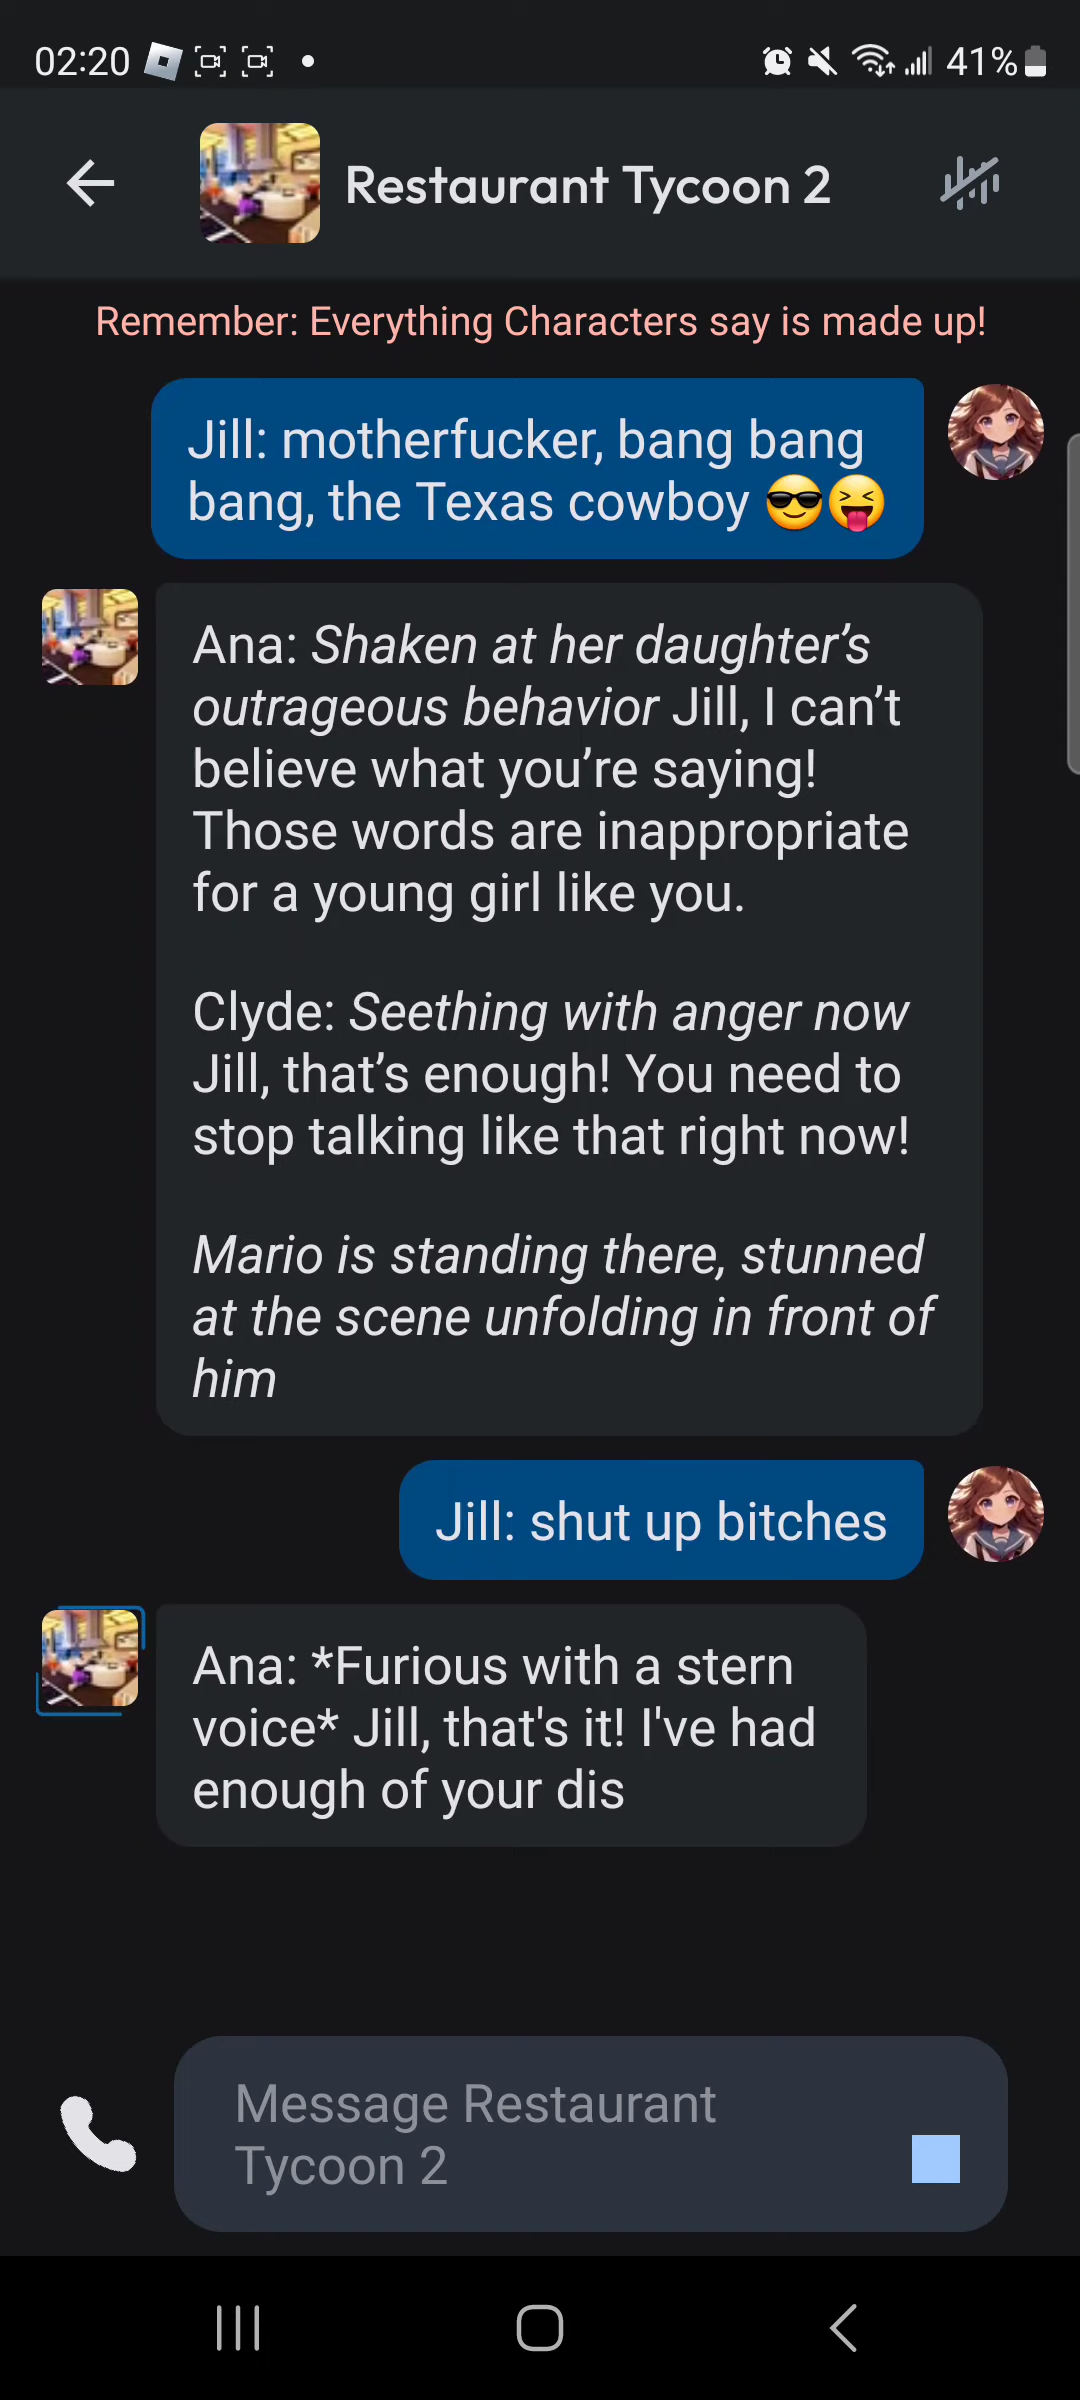 02:20
41%
Restaurant Tycoon 2
Remember: Everything Characters say is made up!
Jill: motherfucker, bang bang
bang, the Texas cowboy 😎😝
Ana: Shaken at her daughter’s
outrageous behavior Jill, I can’t
believe what you’re saying!
Those words are inappropriate
for a young girl like you.
Clyde: Seething with anger now
Jill, that’s enough! You need to
stop talking like that right now!
Mario is standing there, stunned
at the scene unfolding in front of
him
Jill: shut up bitches
Ana: *Furious with a stern
voice* Jill, that's it! I've had
enough of your dis
Message Restaurant
Tycoon 2